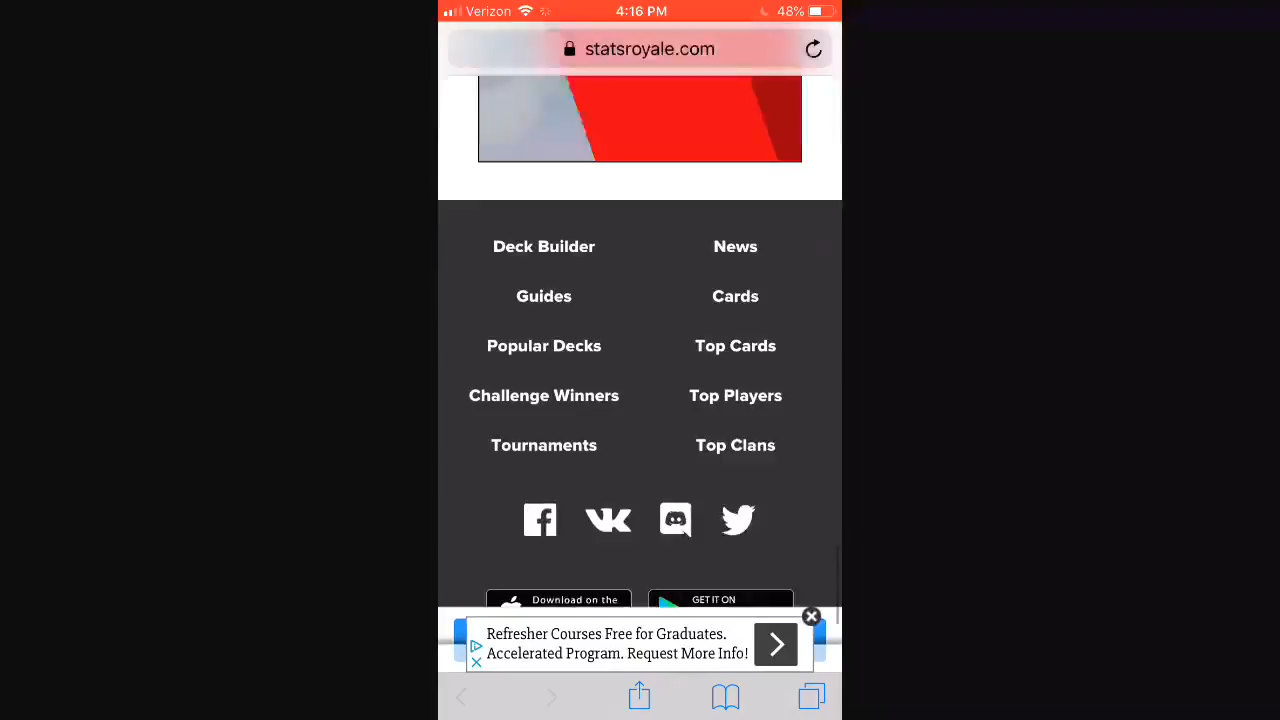 Verizon 4:16 PM 48%
statsroyale.com
Deck Builder News
Guides Cards
Popular Decks Top Cards
Challenge Winners Top Players
Tournaments Top Clans
Download on the GET IT ON
Refresher Courses Free for Graduates.
Accelerated Program. Request More Info!